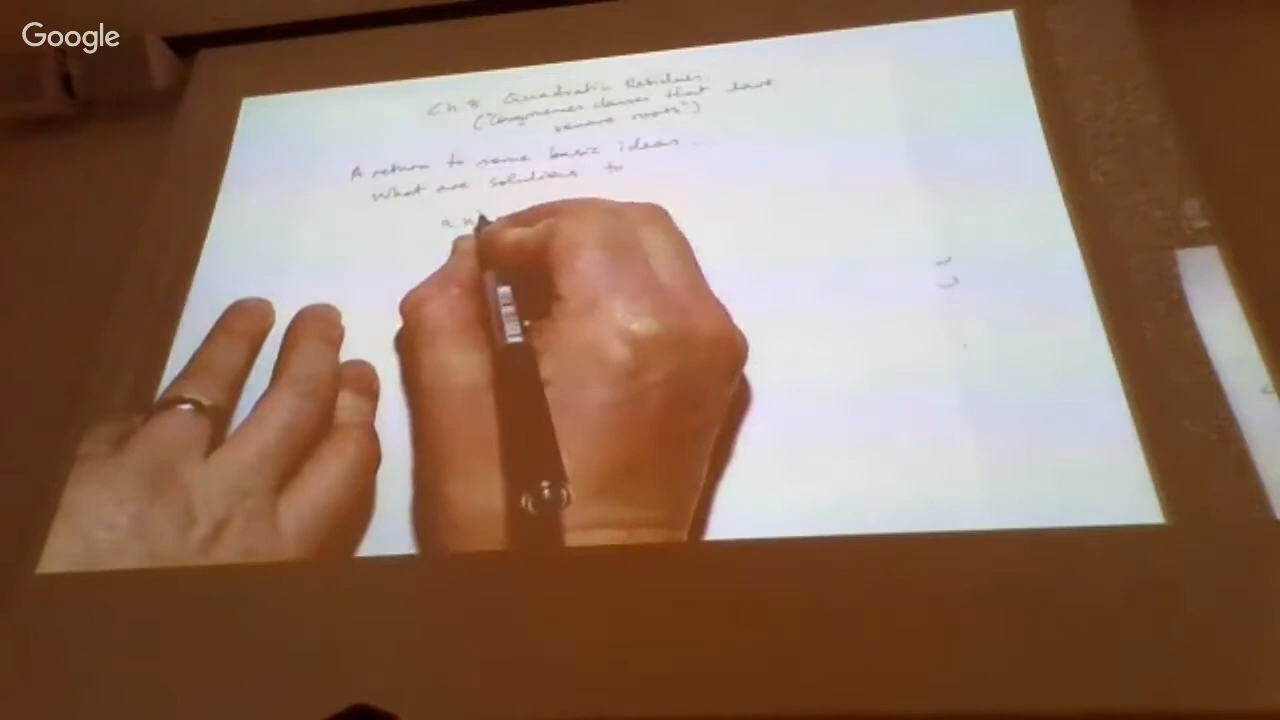 Google
Ch 8 Quadratic Residues.
("Congruences classes that have
square roots")
A return to some basic ideas...
What are solutions to
a x